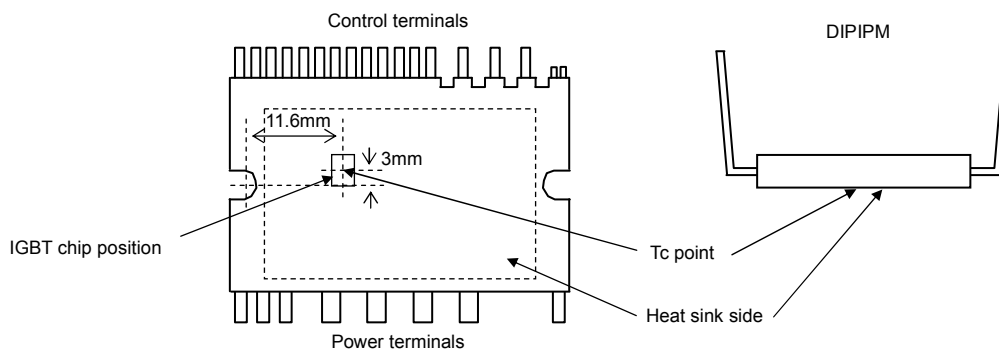 Control terminals
DIPIPM
11.6mm
3mm
IGBT chip position
Tc point
Heat sink side
Power terminals